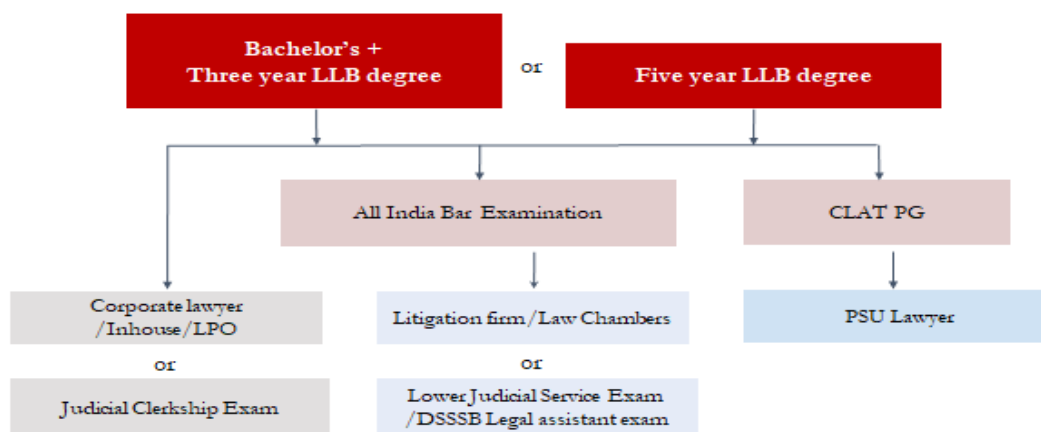 Bachelor's +
Three year LLB degree
or
Five year LLB degree
All India Bar Examination
CLAT PG
Corporate lawyer
/Inhouse/LPO
Litigation firm/Law Chambers
PSU Lawyer
or
or
Judicial Clerkship Exam
Lower Judicial Service Exam
/DSSSB Legal assistant exam